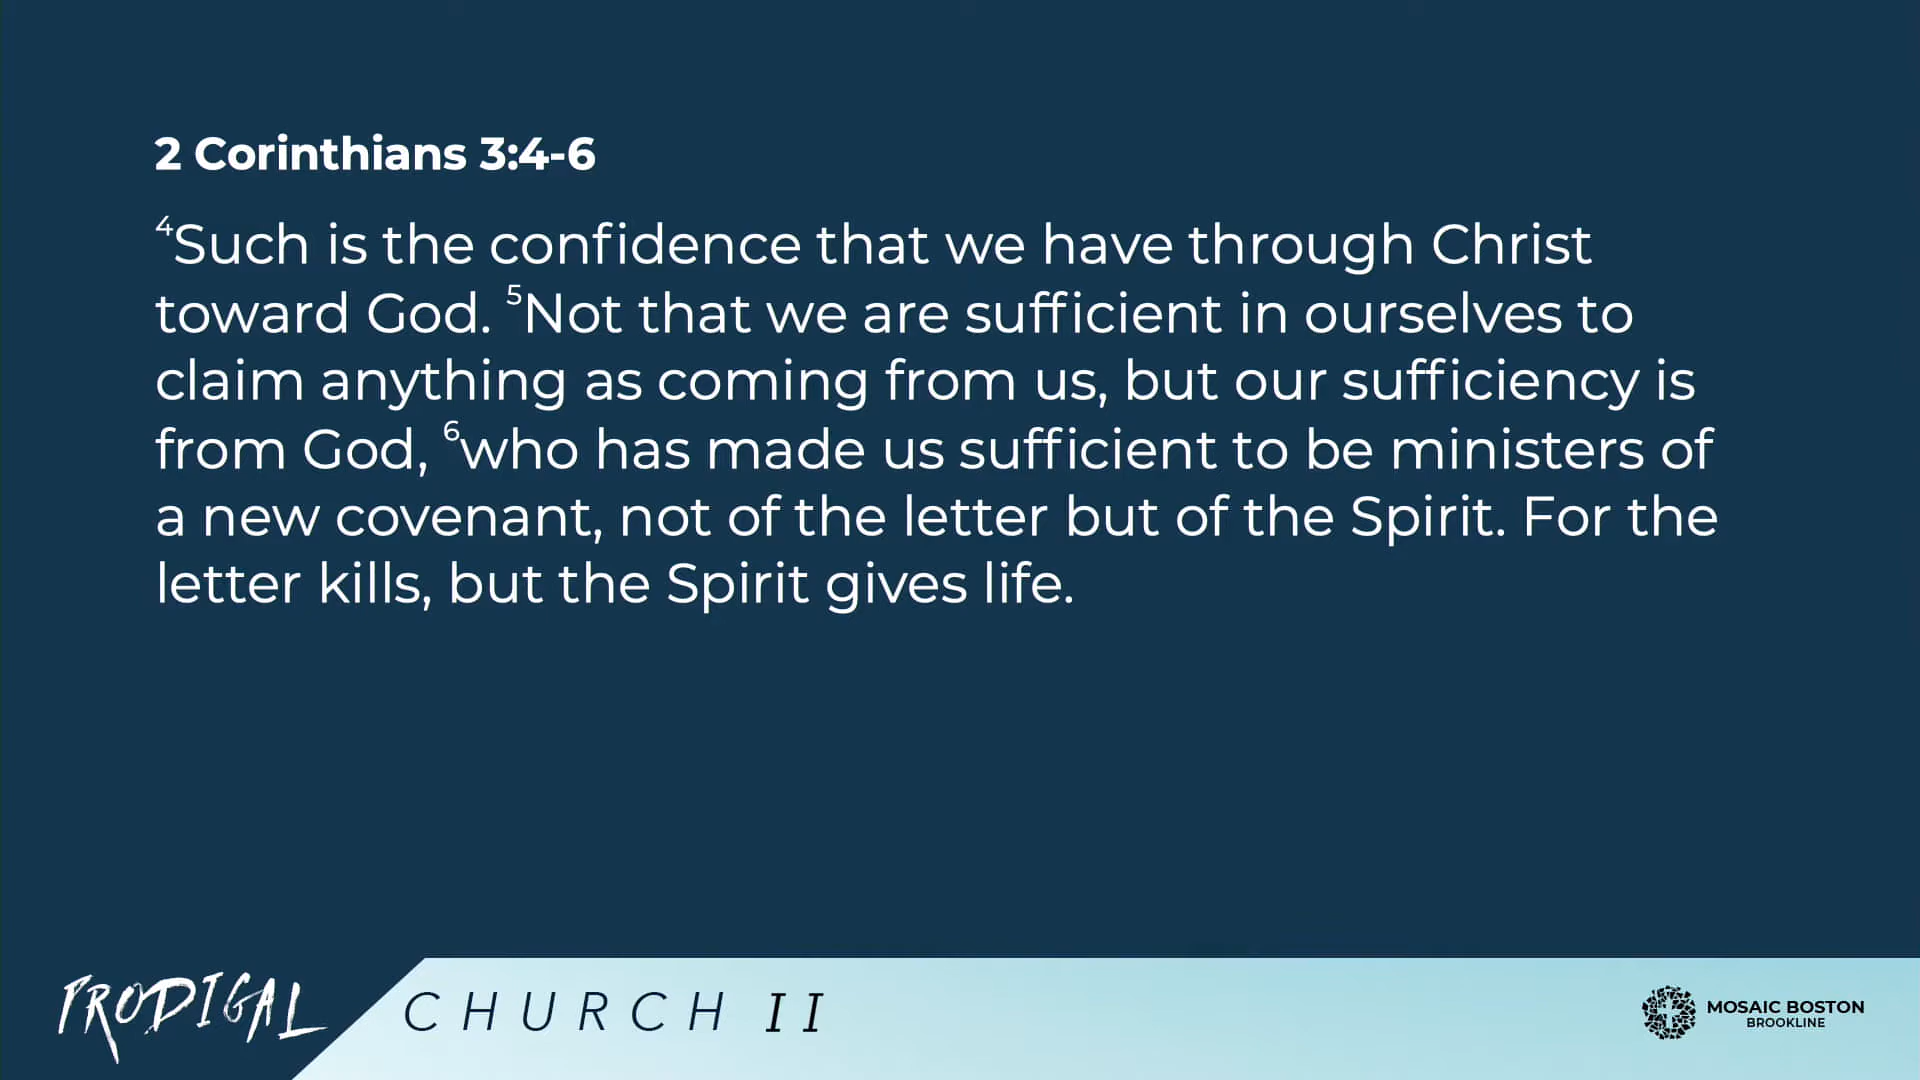 2 Corinthians 3:4-6
⁴Such is the confidence that we have through Christ
toward God. ⁵Not that we are sufficient in ourselves to
claim anything as coming from us, but our sufficiency is
from God, ⁶who has made us sufficient to be ministers of
a new covenant, not of the letter but of the Spirit. For the
letter kills, but the Spirit gives life.
PRODIGAL CHURCH II
MOSAIC BOSTON
BROOKLINE